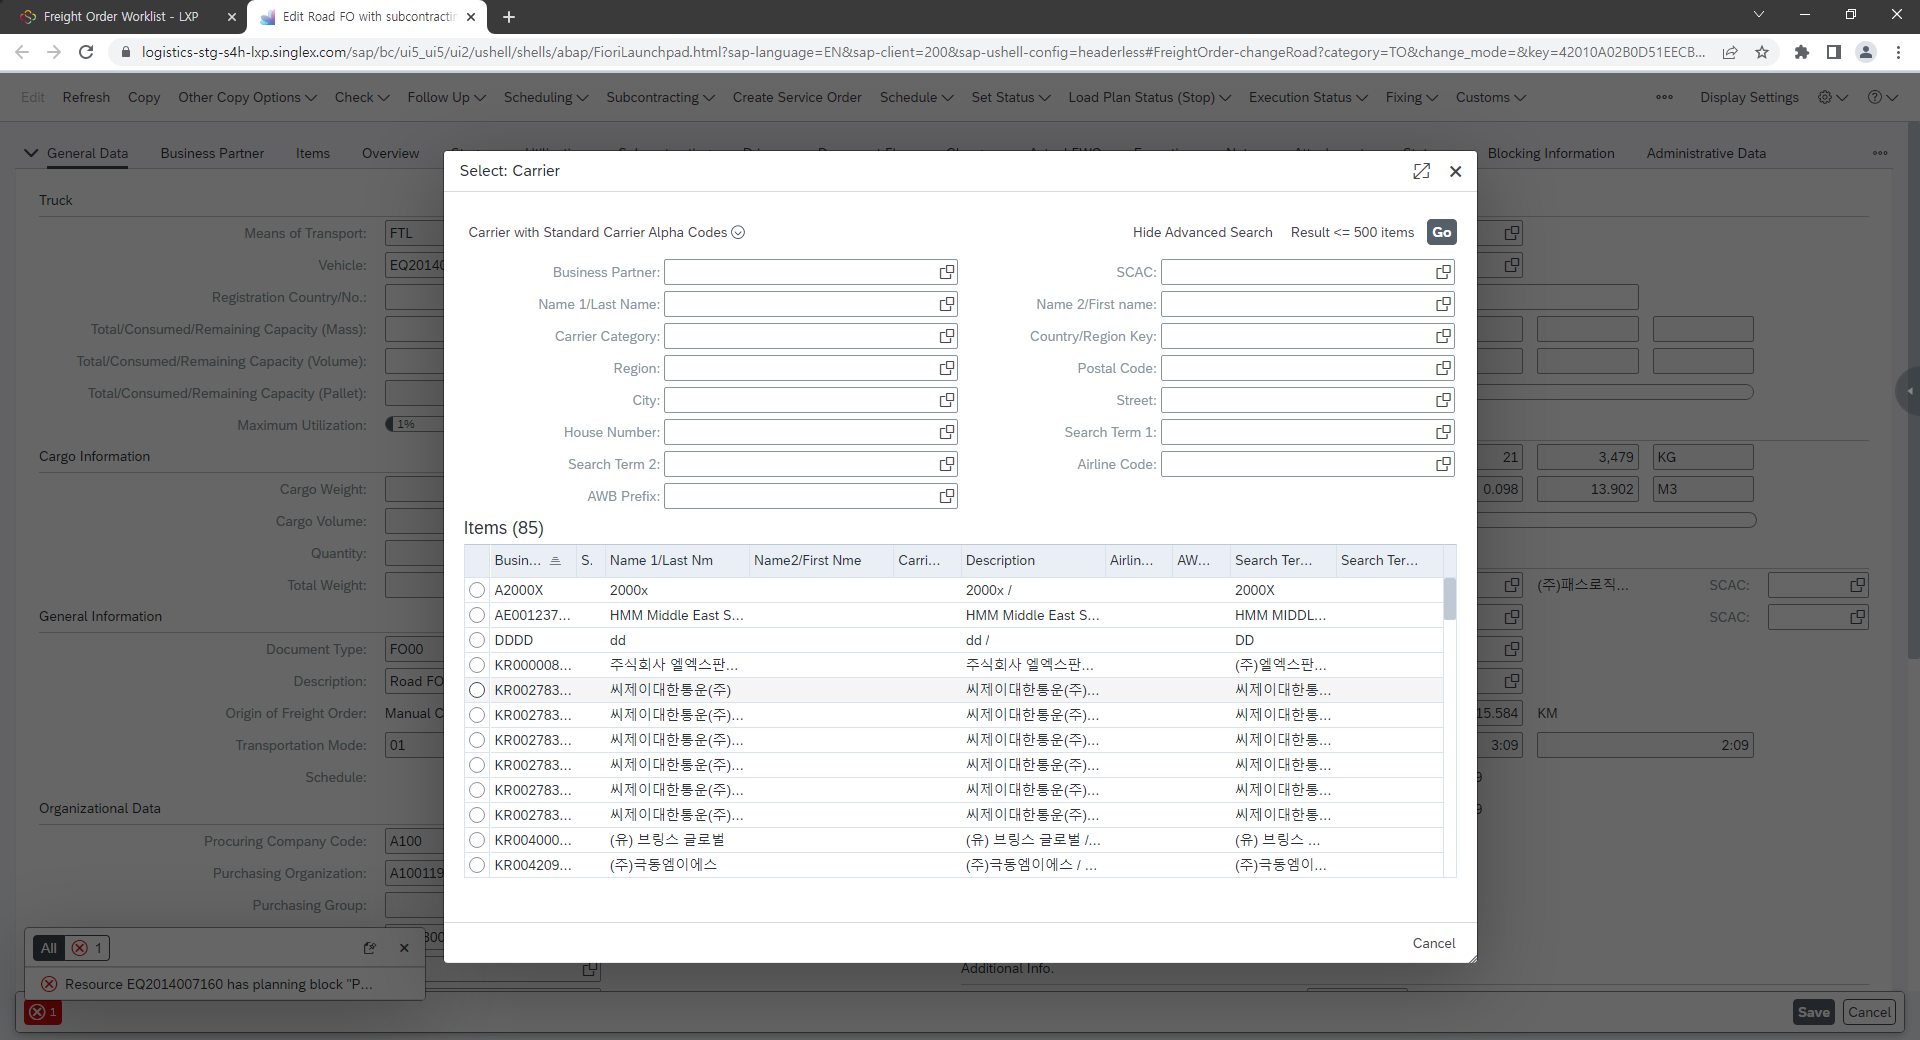 Freight Order Worklist - LXP
Edit Road FO with subcontractin
logistics-stg-s4h-lxp.singlex.com/sap/bc/ui5_ui5/ui2/ushell/shells/abap/FioriLaunchpad.html?sap-language=EN&sap-client=200&sap-ushell-config=headerless#FreightOrder-changeRoad?category=TO&change_mode=&key=42010A02B0D51EECB...
Edit Refresh Copy Other Copy Options Check Follow Up Scheduling Subcontracting Create Service Order Schedule Set Status Load Plan Status (Stop) Execution Status Fixing Customs Display Settings
General Data Business Partner Items Overview Blocking Information Administrative Data
Select: Carrier
Carrier with Standard Carrier Alpha Codes Hide Advanced Search Result <= 500 items Go
Business Partner: SCAC:
Name 1/Last Name: Name 2/First name:
Carrier Category: Country/Region Key:
Region: Postal Code:
City: Street:
House Number: Search Term 1:
Search Term 2: Airline Code:
AWB Prefix:
Items (85)
Busin... S. Name 1/Last Nm Name2/First Nme Carri... Description Airlin... AW... Search Ter... Search Ter...
A2000X 2000x 2000x / 2000X
AE001237... HMM Middle East S... HMM Middle East S... HMM MIDDL...
DDDD dd dd / DD
KR000008... 주식회사 엘엑스판... 주식회사 엘엑스판... (주)엘엑스판...
KR002783... 씨제이대한통운(주) 씨제이대한통운(주)... 씨제이대한통...
KR002783... 씨제이대한통운(주)... 씨제이대한통운(주)... 씨제이대한통...
KR002783... 씨제이대한통운(주)... 씨제이대한통운(주)... 씨제이대한통...
KR002783... 씨제이대한통운(주)... 씨제이대한통운(주)... 씨제이대한통...
KR002783... 씨제이대한통운(주)... 씨제이대한통운(주)... 씨제이대한통...
KR002783... 씨제이대한통운(주)... 씨제이대한통운(주)... 씨제이대한통...
KR004000... (유) 브링스 글로벌 (유) 브링스 글로벌 /... (유) 브링스 ...
KR004209... (주)극동엠이에스 (주)극동엠이에스 / ... (주)극동엠이...
Cancel
Truck
Means of Transport: FTL
Vehicle: EQ20140
Registration Country/No.:
Total/Consumed/Remaining Capacity (Mass):
Total/Consumed/Remaining Capacity (Volume):
Total/Consumed/Remaining Capacity (Pallet):
Maximum Utilization: 1%
Cargo Information
Cargo Weight: 21 3,479 KG
Cargo Volume: 0.098 13.902 M3
Quantity:
Total Weight: (주)패스로직... SCAC:
SCAC:
General Information
Document Type: FO00
Description: Road FO
Origin of Freight Order: Manual C 15.584 KM
Transportation Mode: 01 3:09 2:09
Schedule:
Organizational Data
Procuring Company Code: A100
Purchasing Organization: A100119
Purchasing Group:
Additional Info.
All 1
Resource EQ2014007160 has planning block "P...
1
Save Cancel